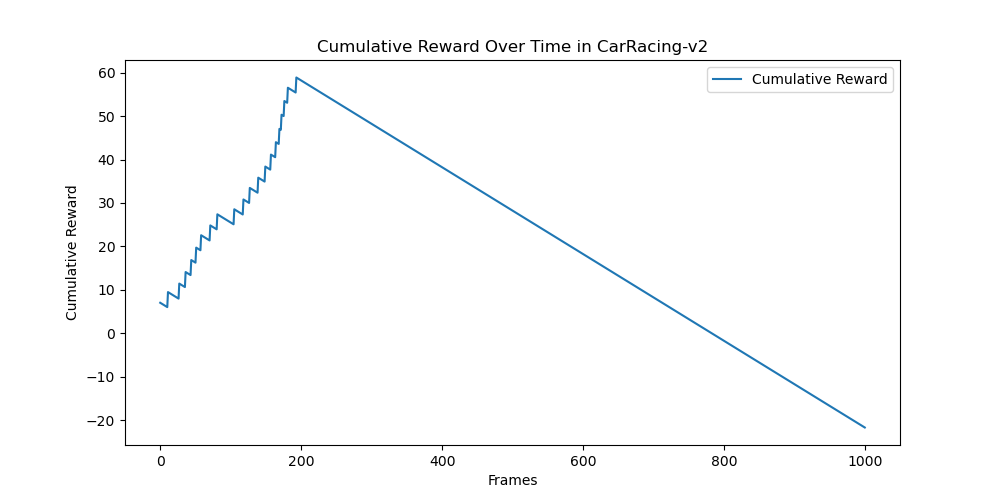 Cumulative Reward Over Time in CarRacing-v2
Cumulative Reward
60
50
40
30
20
10
0
−10
−20
Cumulative Reward
0 200 400 600 800 1000
Frames